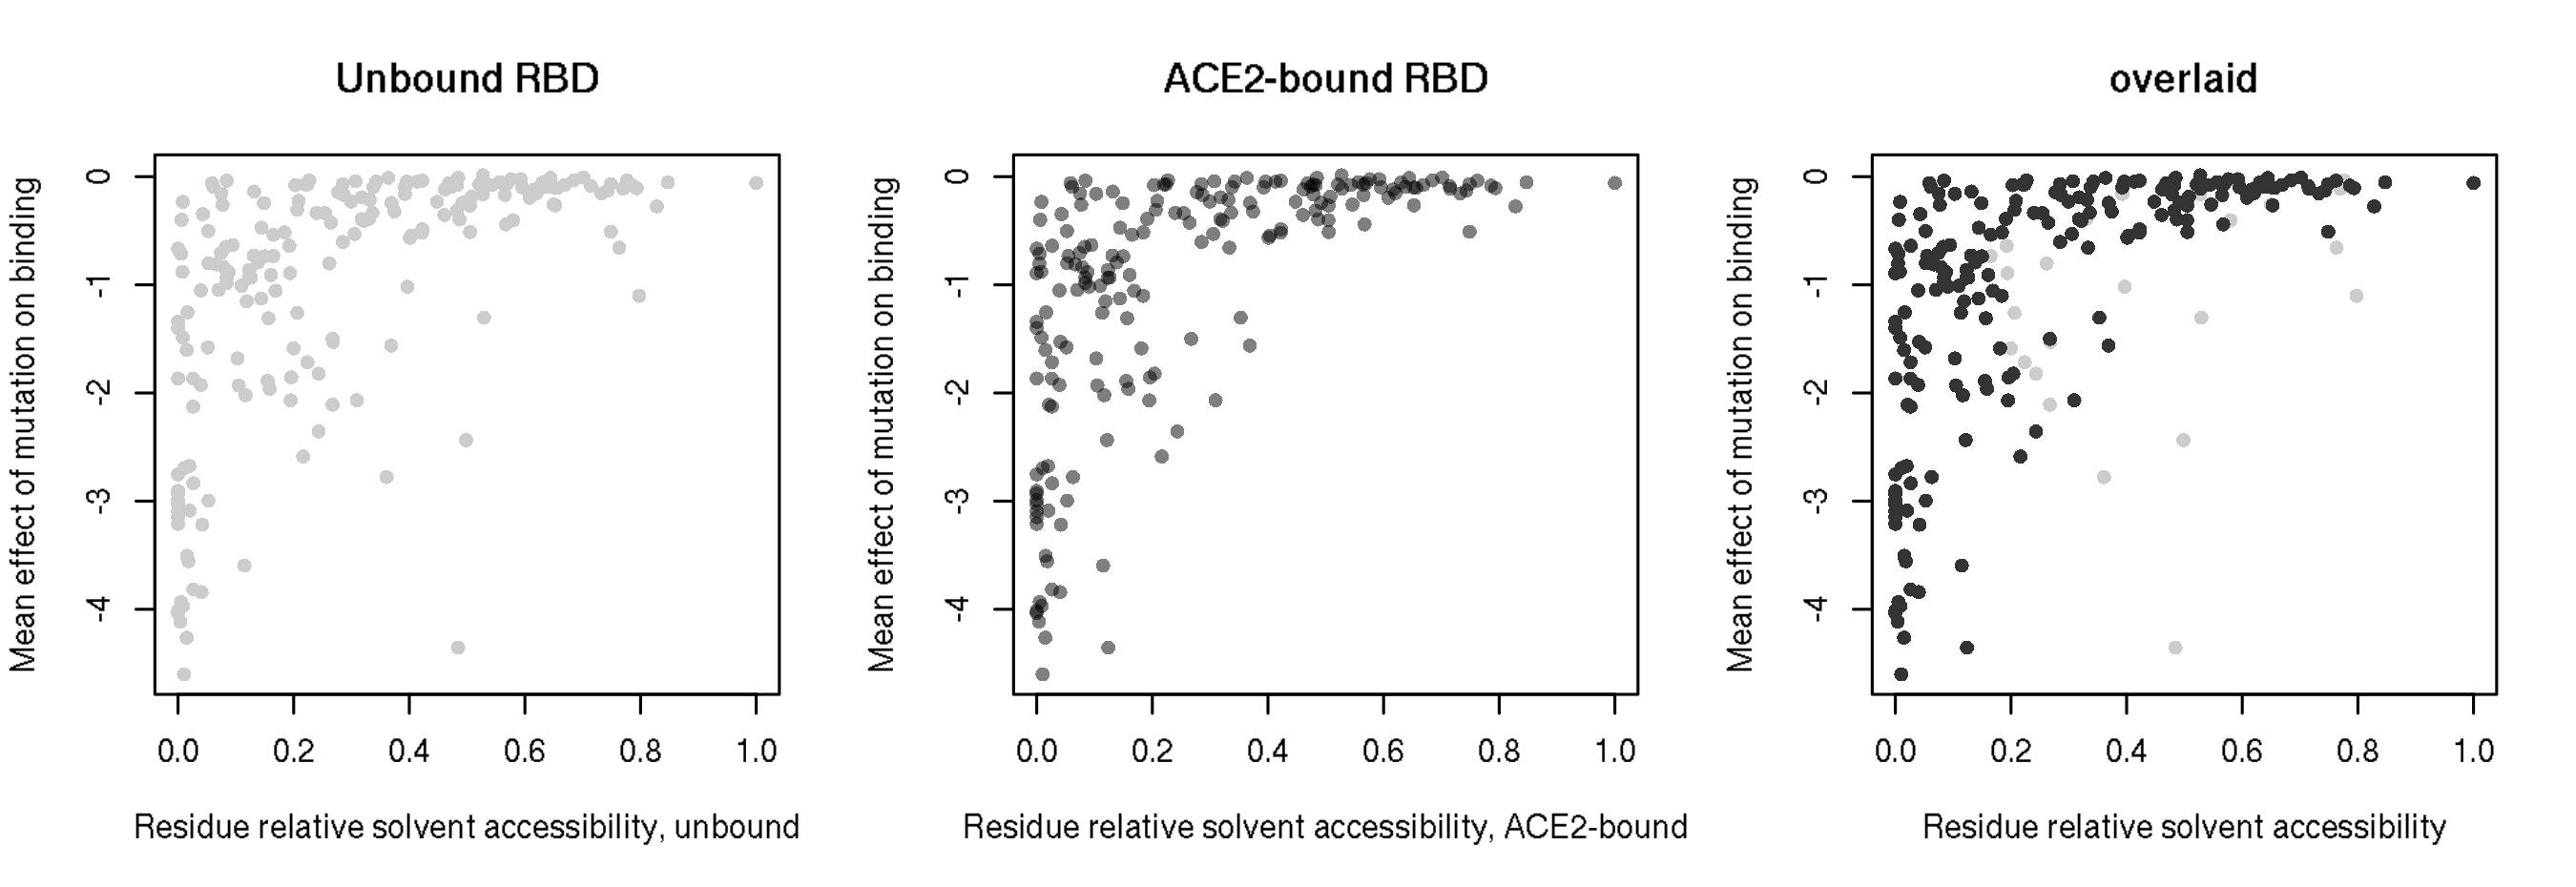 Unbound RBD
Mean effect of mutation on binding
0
-1
-2
-3
-4
0.0 0.2 0.4 0.6 0.8 1.0
Residue relative solvent accessibility, unbound
ACE2-bound RBD
Mean effect of mutation on binding
0
-1
-2
-3
-4
0.0 0.2 0.4 0.6 0.8 1.0
Residue relative solvent accessibility, ACE2-bound
overlaid
Mean effect of mutation on binding
0
-1
-2
-3
-4
0.0 0.2 0.4 0.6 0.8 1.0
Residue relative solvent accessibility